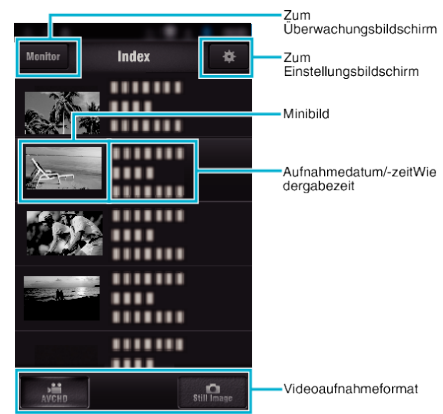 Zum
Überwachungsbildschirm
Monitor
Index
Zum
Einstellungsbildschirm
Minibild
Aufnahmedatum/-zeitWie
dergabezeit
Videoaufnahmeformat
AVCHD
Still Image